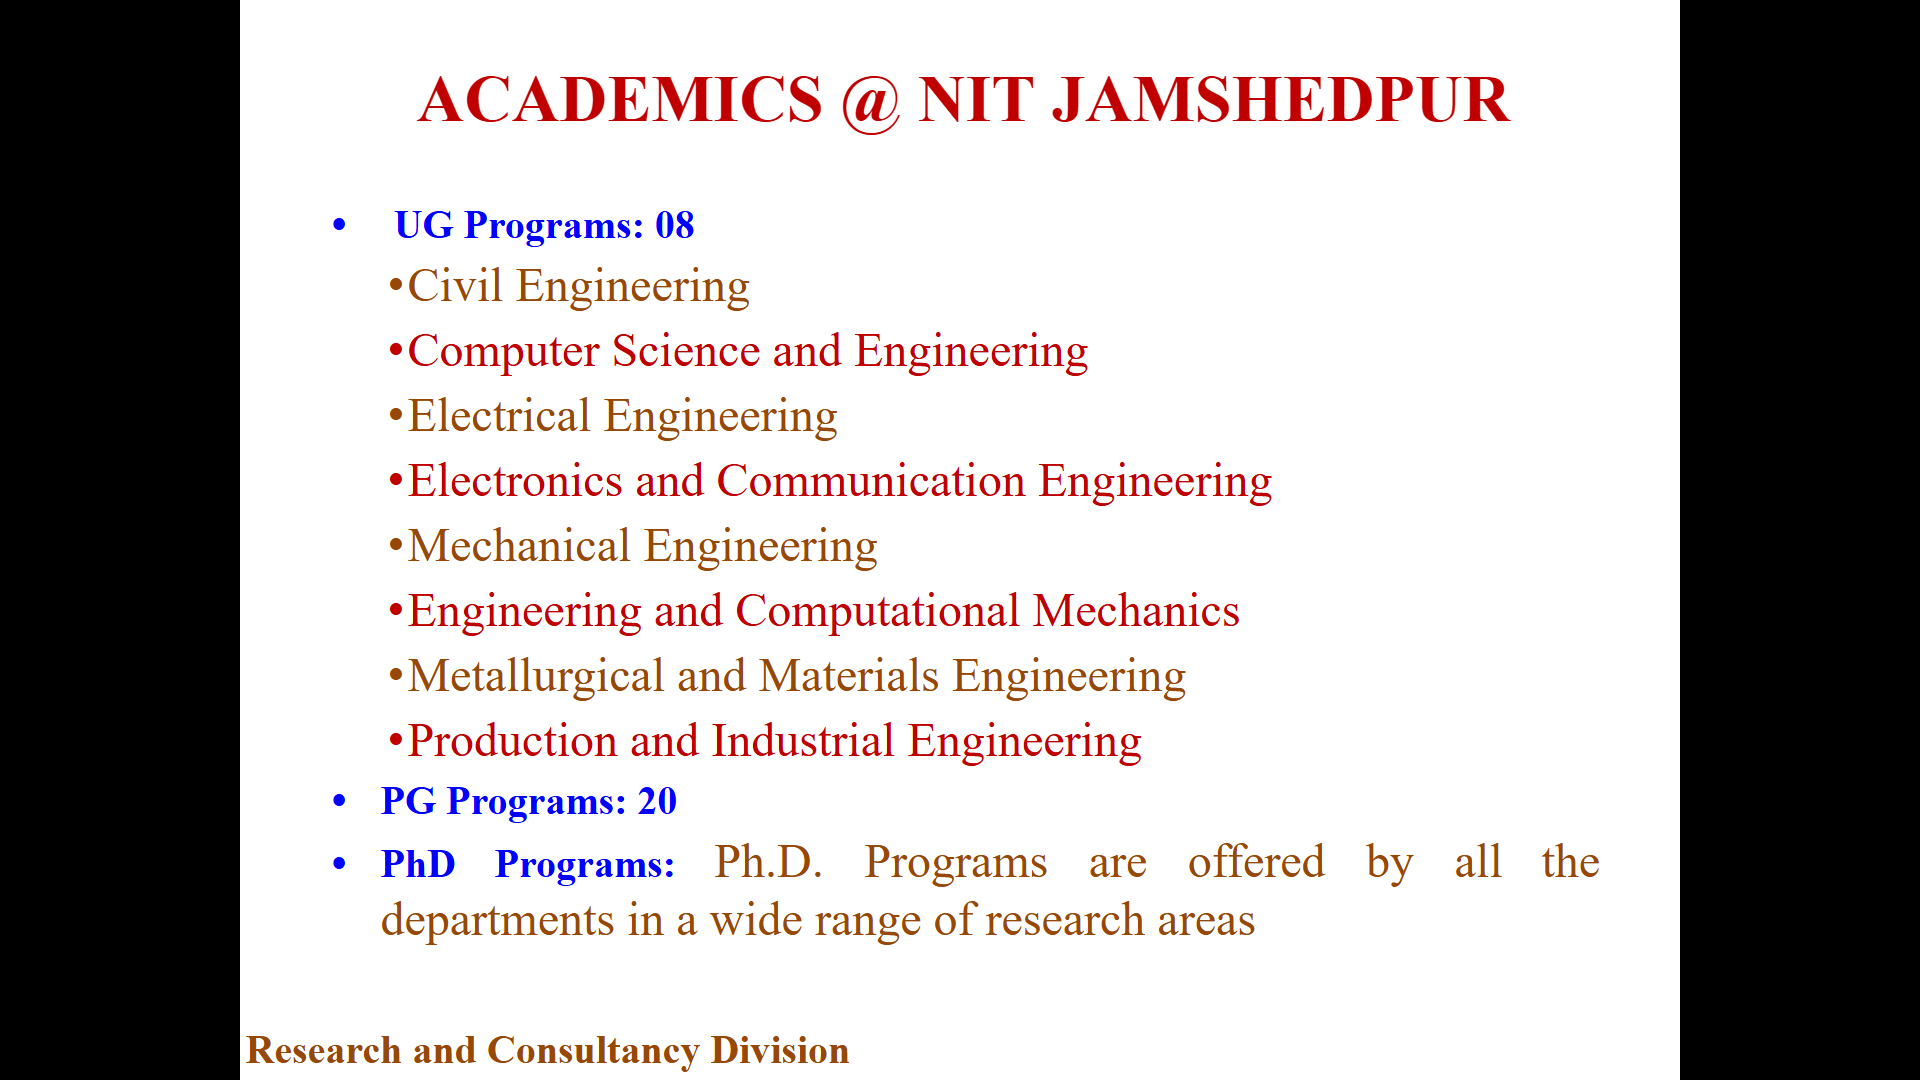 ACADEMICS @ NIT JAMSHEDPUR
• UG Programs: 08
•Civil Engineering
•Computer Science and Engineering
•Electrical Engineering
•Electronics and Communication Engineering
•Mechanical Engineering
•Engineering and Computational Mechanics
•Metallurgical and Materials Engineering
•Production and Industrial Engineering
• PG Programs: 20
• PhD Programs: Ph.D. Programs are offered by all the
departments in a wide range of research areas
Research and Consultancy Division